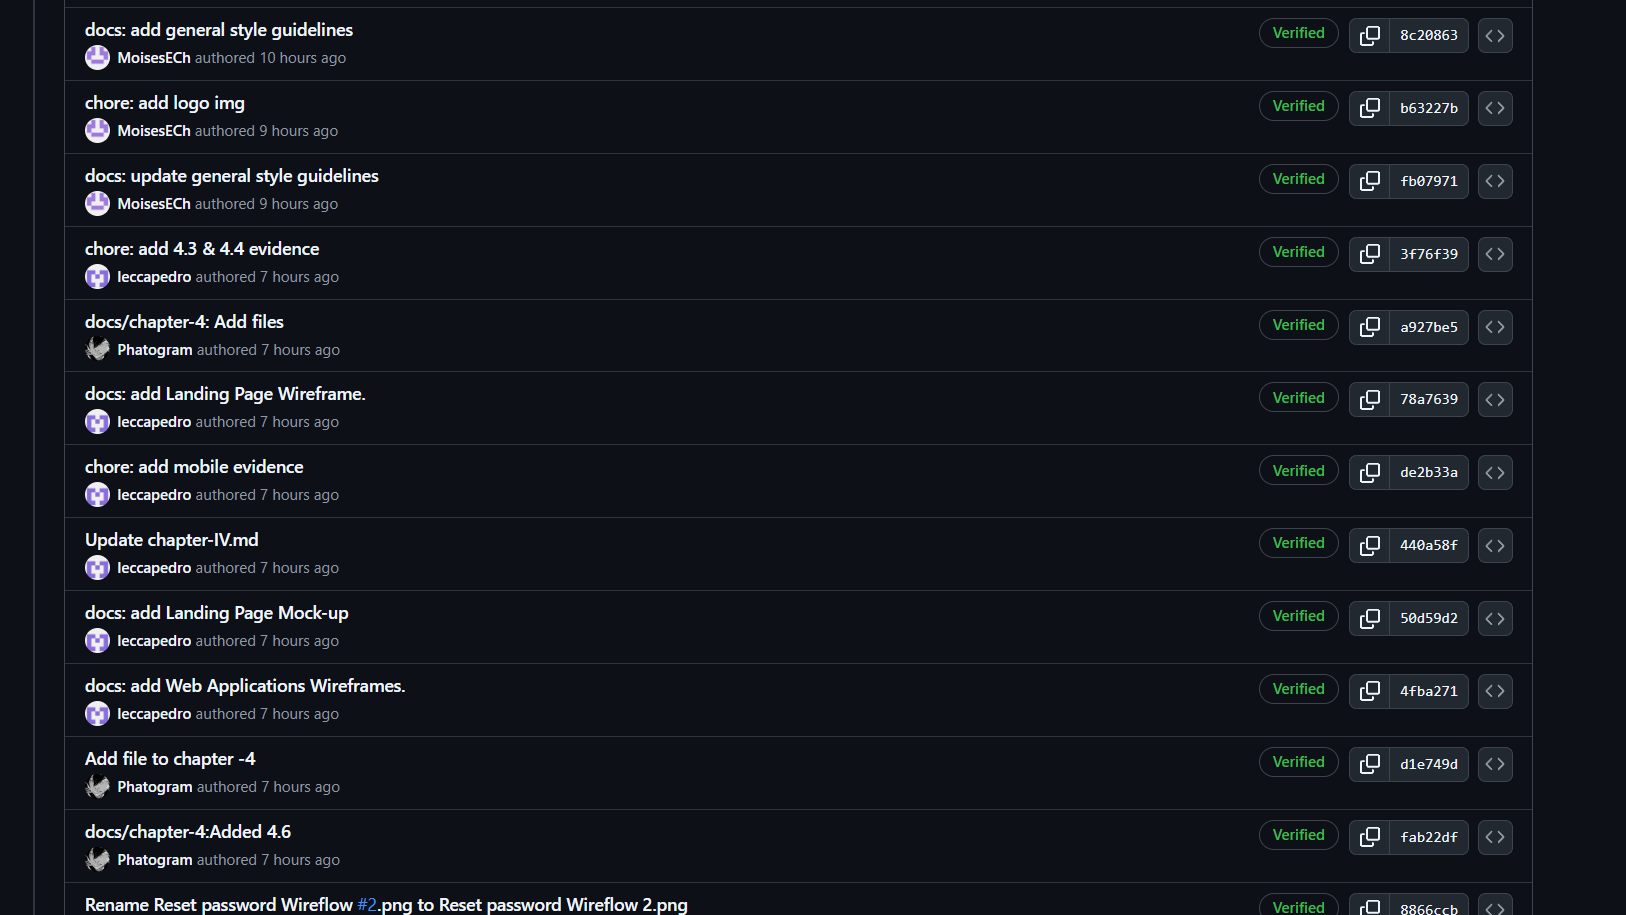 docs: add general style guidelines
MoisesECh authored 10 hours ago
Verified
8c20863
chore: add logo img
MoisesECh authored 9 hours ago
Verified
b63227b
docs: update general style guidelines
MoisesECh authored 9 hours ago
Verified
fb07971
chore: add 4.3 & 4.4 evidence
leccapedro authored 7 hours ago
Verified
3f76f39
docs/chapter-4: Add files
Phatogram authored 7 hours ago
Verified
a927be5
docs: add Landing Page Wireframe.
leccapedro authored 7 hours ago
Verified
78a7639
chore: add mobile evidence
leccapedro authored 7 hours ago
Verified
de2b33a
Update chapter-IV.md
leccapedro authored 7 hours ago
Verified
440a58f
docs: add Landing Page Mock-up
leccapedro authored 7 hours ago
Verified
50d59d2
docs: add Web Applications Wireframes.
leccapedro authored 7 hours ago
Verified
4fba271
Add file to chapter -4
Phatogram authored 7 hours ago
Verified
d1e749d
docs/chapter-4:Added 4.6
Phatogram authored 7 hours ago
Verified
fab22df
Rename Reset password Wireflow #2.png to Reset password Wireflow 2.png
Verified
8866ccb